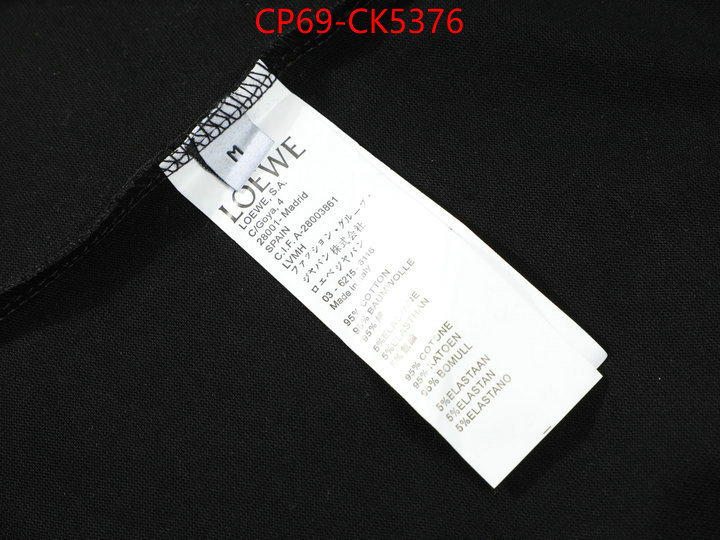 CP69-CK5376
M
LOEWE
LOEWE, S.A.
C/Goya, 4
28001- Madrid
SPAIN
C.I.F.A-28003861
LVMH
ファッション・グループ・
ジャパン株式会社
ロエベジャパン
03 - 6215 6116
Made in Italy
95% COTTON
95% BAUMWOLLE
95%
5%
5%ELASTHAN
95% COTONE
95% KATOEN
95% BOMULL
5%ELASTAAN
5%ELASTAN
5%ELASTANO